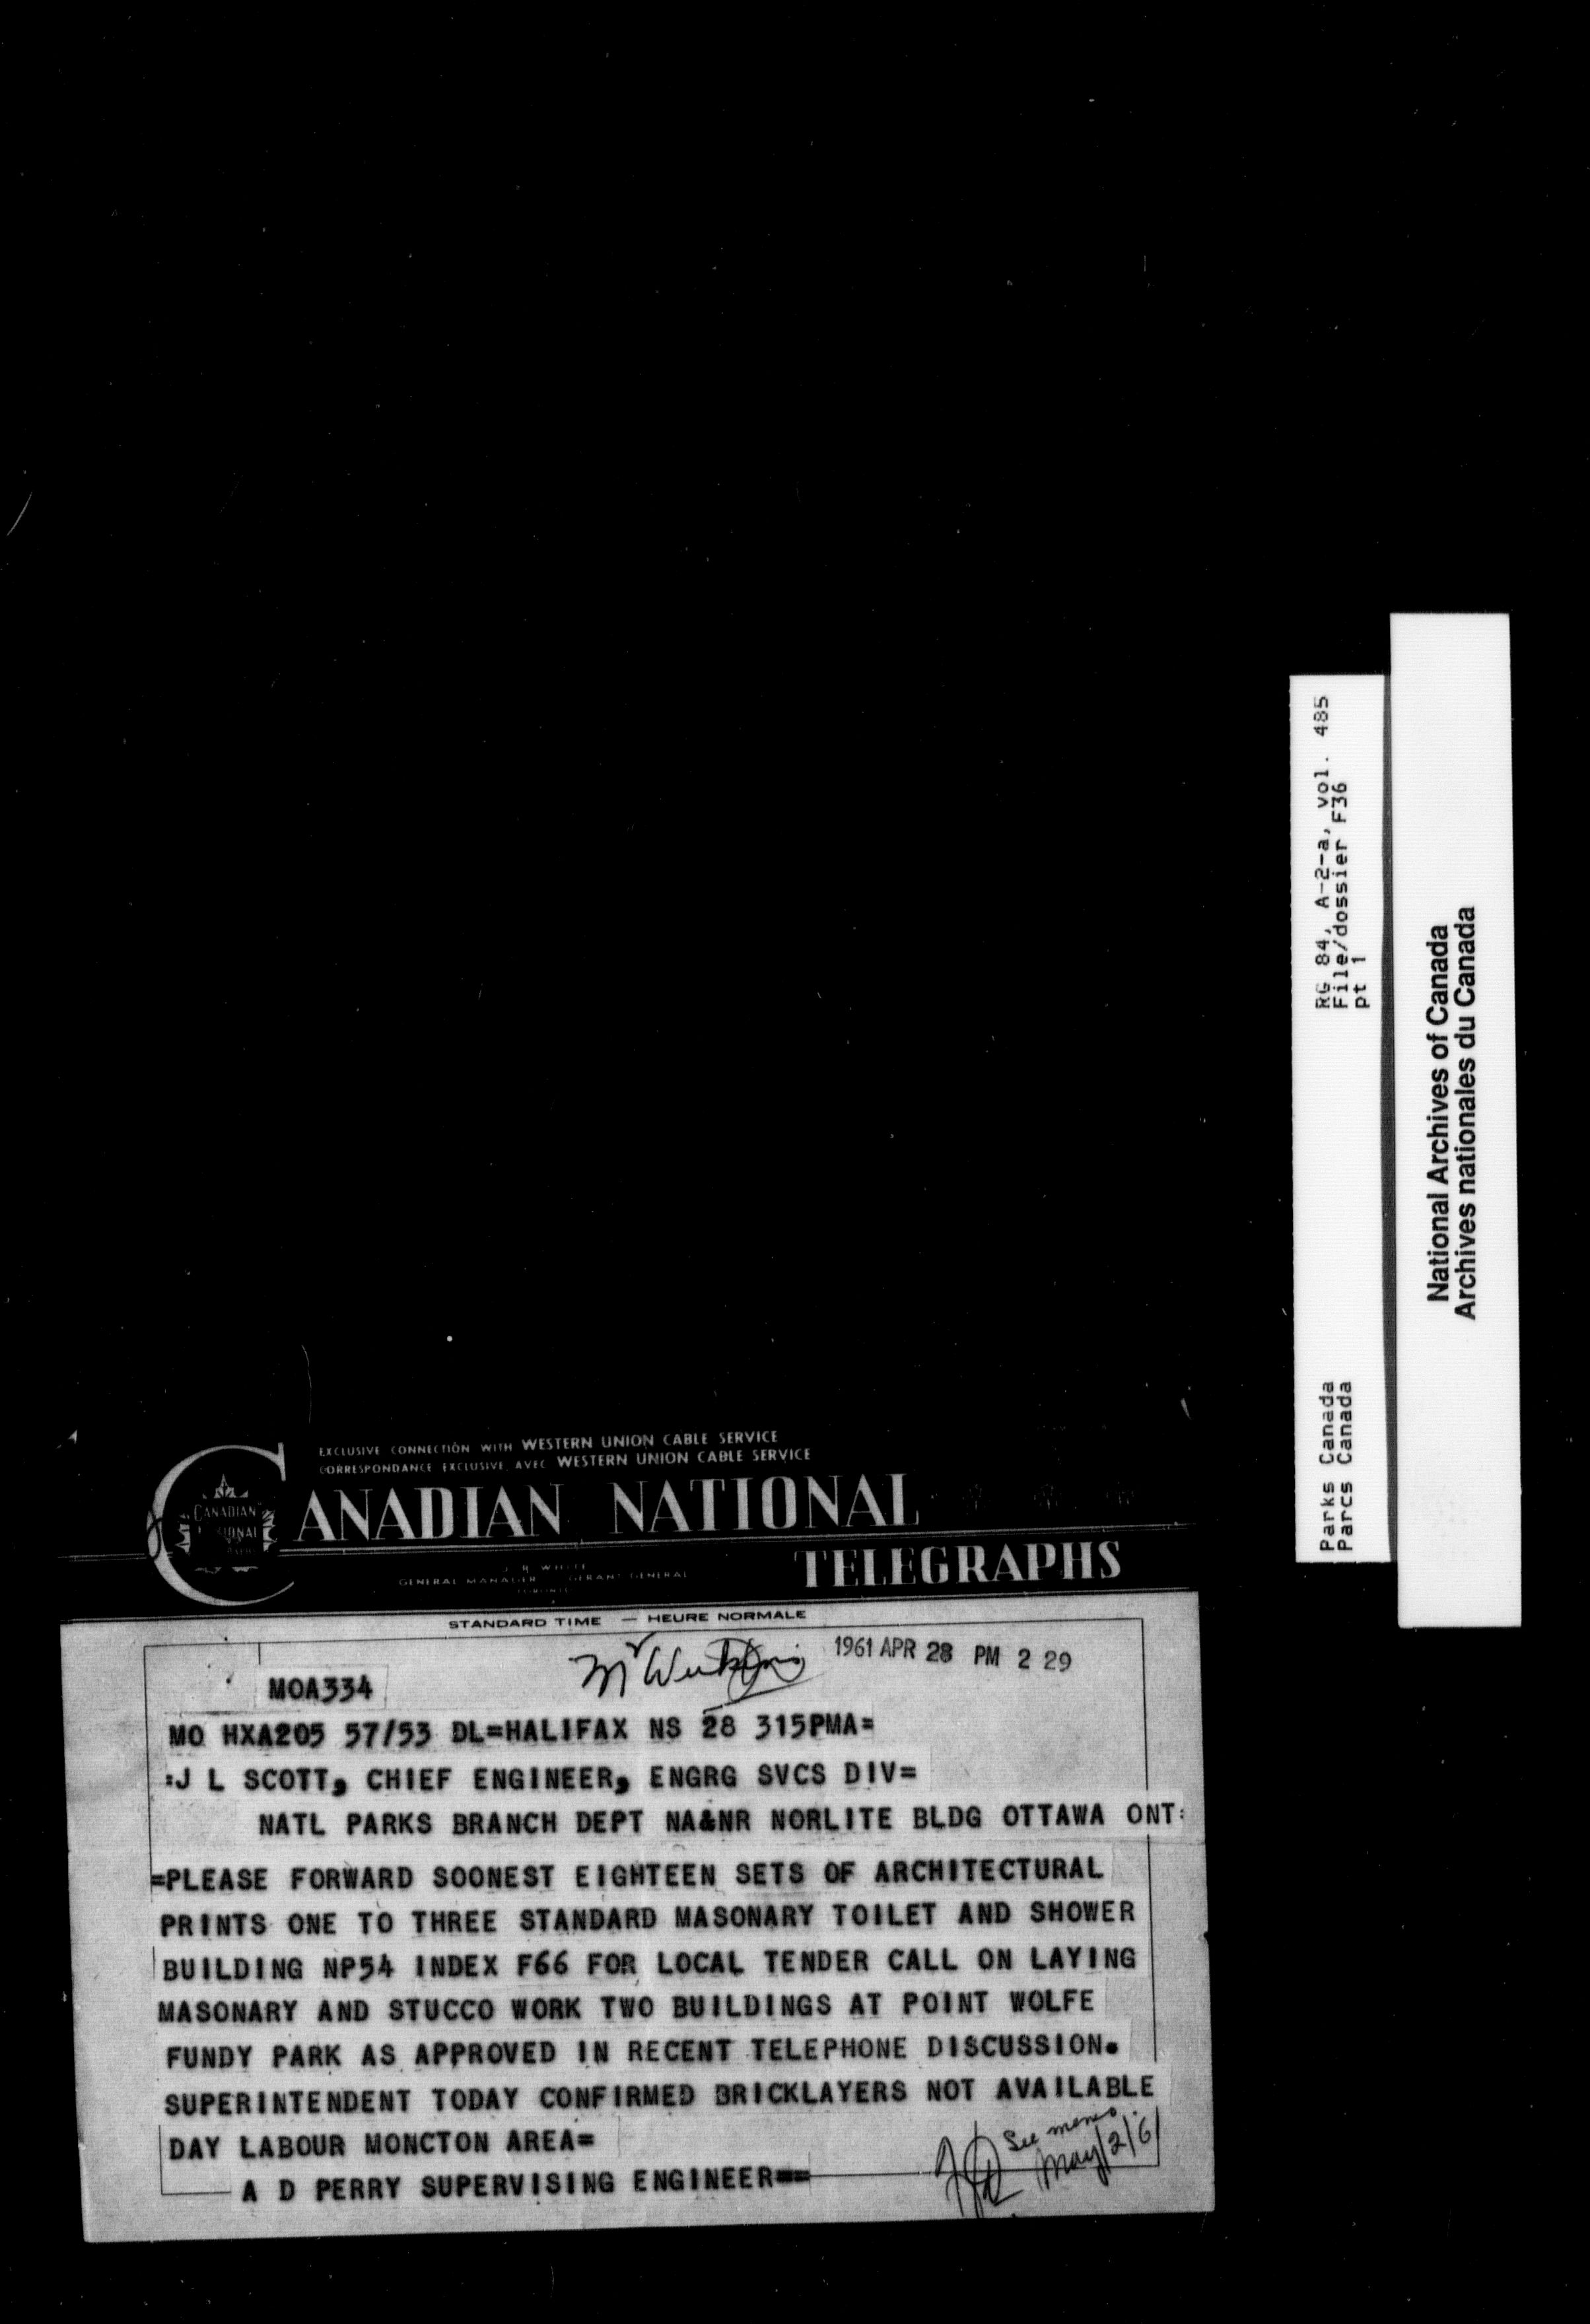 EXCLUSIVE CONNECTION WITH WESTERN UNION CABLE SERVICE
CORRESPONDANCE EXCLUSIVE AVEC WESTERN UNION CABLE SERVICE
CANADIAN NATIONAL
CANADIAN
TELEGRAPHS
GENERAL MANAGER GERANT GENERAL
STANDARD TIME — HEURE NORMALE
Mr
1961 APR 28 PM 2 29
MOA334
MO HXA205 57/53 DL=HALIFAX NS 28 315PMA=
:J L SCOTT, CHIEF ENGINEER, ENGRG SVCS DIV=
NATL PARKS BRANCH DEPT NA&NR NORLITE BLDG OTTAWA ONT:
=PLEASE FORWARD SOONEST EIGHTEEN SETS OF ARCHITECTURAL
PRINTS ONE TO THREE STANDARD MASONARY TOILET AND SHOWER
BUILDING NP54 INDEX F66 FOR LOCAL TENDER CALL ON LAYING
MASONARY AND STUCCO WORK TWO BUILDINGS AT POINT WOLFE
FUNDY PARK AS APPROVED IN RECENT TELEPHONE DISCUSSION.
SUPERINTENDENT TODAY CONFIRMED BRICKLAYERS NOT AVAILABLE
DAY LABOUR MONCTON AREA=
A D PERRY SUPERVISING ENGINEER==
See memo.
May/2/61
RG 84, A-2-a, vol. 485
File/dossier F36
pt 1
Parks Canada
Parcs Canada
National Archives of Canada
Archives nationales du Canada